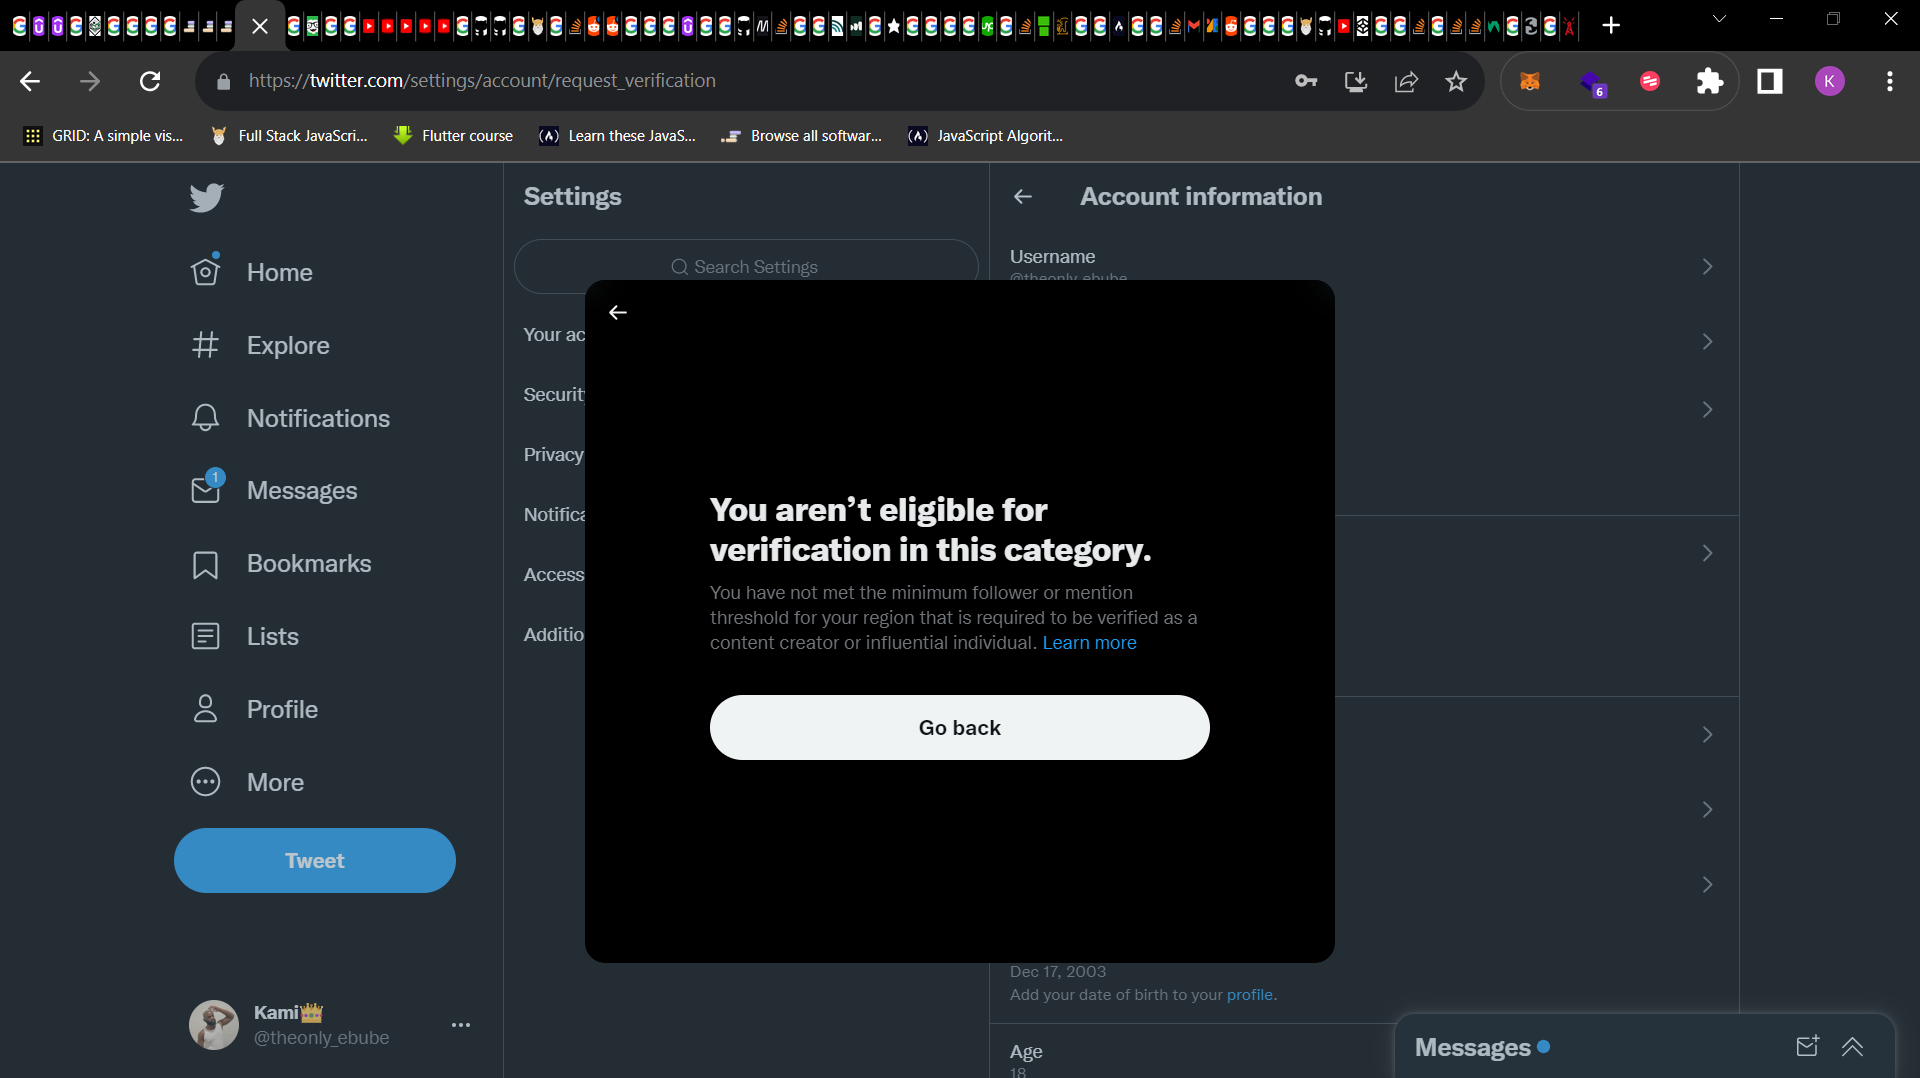 https://twitter.com/settings/account/request_verification
6
K
GRID: A simple vis...
Full Stack JavaScri...
Flutter course
Learn these JavaS...
Browse all softwar...
JavaScript Algorit...
Home
Explore
Notifications
1
Messages
Bookmarks
Lists
Profile
More
Tweet
Kami
@theonly_ebube
Settings
Search Settings
Your ac
Security
Privacy
Notifica
Access
Additio
Account information
Username
@theonly_ebube
You aren’t eligible for
verification in this category.
You have not met the minimum follower or mention
threshold for your region that is required to be verified as a
content creator or influential individual. Learn more
Go back
Dec 17, 2003
Add your date of birth to your profile.
Age
18
Messages